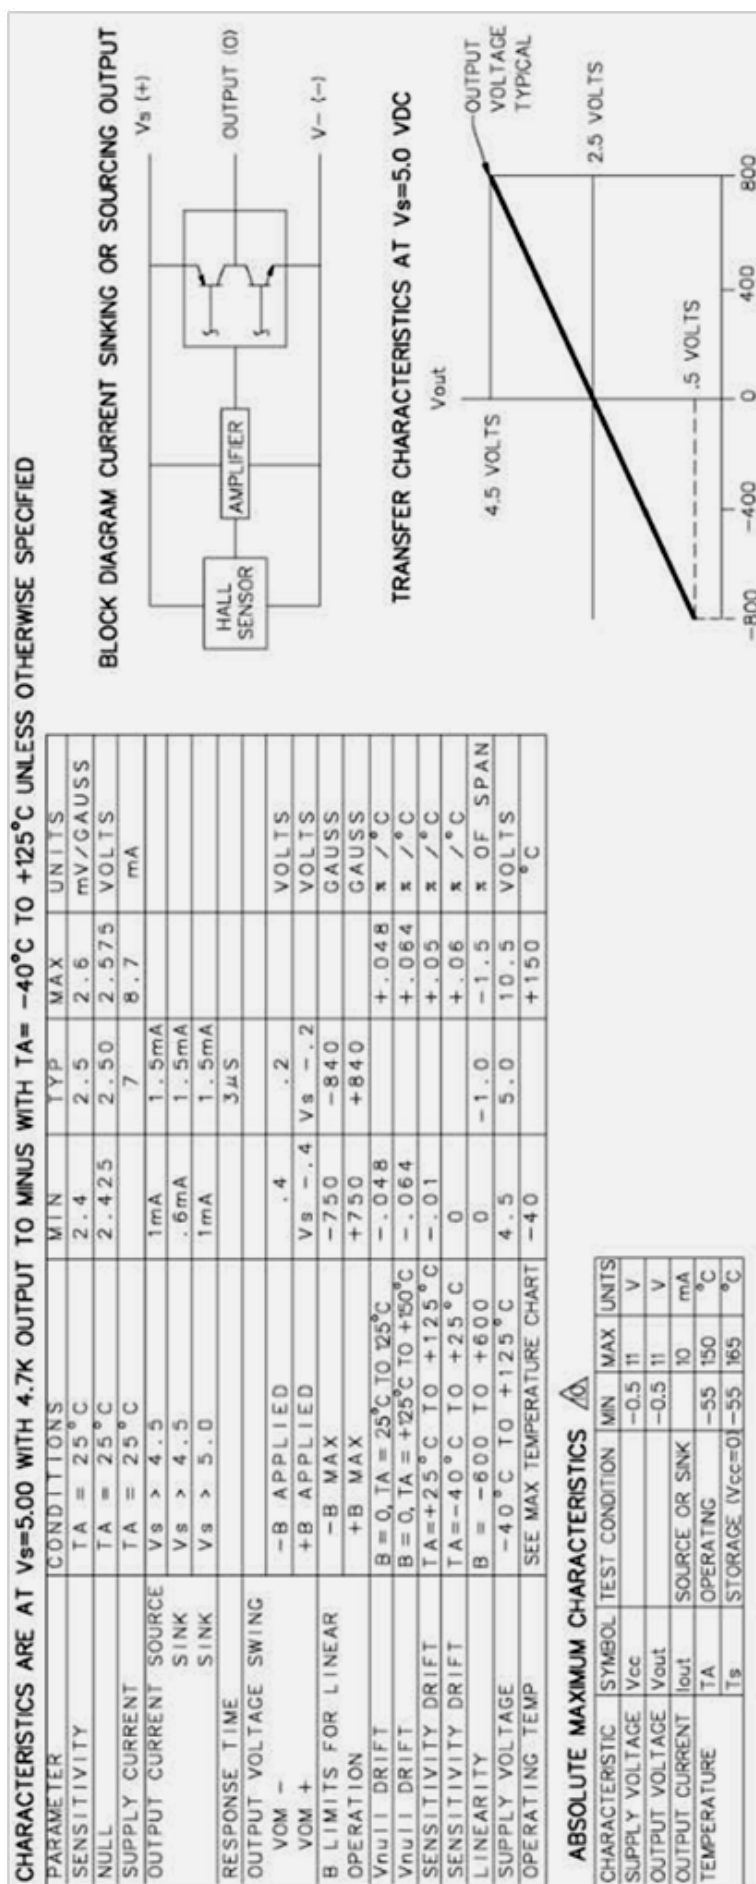 CHARACTERISTICS ARE AT Vs=5.00 WITH 4.7K OUTPUT TO MINUS WITH TA= -40°C TO +125°C UNLESS OTHERWISE SPECIFIED
PARAMETER CONDITIONS MIN TYP MAX UNITS
SENSITIVITY TA = 25°C 2.4 2.5 2.6 mV/GAUSS
NULL TA = 25°C 2.425 2.50 2.575 VOLTS
SUPPLY CURRENT TA = 25°C 7 8.7 mA
OUTPUT CURRENT SOURCE Vs > 4.5 1mA 1.5mA
SINK Vs > 4.5 .6mA 1.5mA
SINK Vs > 5.0 1mA 1.5mA
RESPONSE TIME 3µS
OUTPUT VOLTAGE SWING
VOM - -B APPLIED .4 .2 VOLTS
VOM + +B APPLIED Vs -.4 Vs -.2 VOLTS
B LIMITS FOR LINEAR -B MAX -750 -840 GAUSS
OPERATION +B MAX +750 +840 GAUSS
Vnull DRIFT B = 0, TA = 25°C TO 125°C -.048 +.048 % /°C
Vnull DRIFT B = 0, TA = +125°C TO +150°C -.064 +.064 % /°C
SENSITIVITY DRIFT TA=+25°C TO +125°C -.01 +.05 % /°C
SENSITIVITY DRIFT TA=-40°C TO +25°C 0 +.06 % /°C
LINEARITY B = -600 TO +600 0 -1.0 -1.5 % OF SPAN
SUPPLY VOLTAGE -40°C TO +125°C 4.5 5.0 10.5 VOLTS
OPERATING TEMP SEE MAX TEMPERATURE CHART -40 +150 °C
ABSOLUTE MAXIMUM CHARACTERISTICS
CHARACTERISTIC SYMBOL TEST CONDITION MIN MAX UNITS
SUPPLY VOLTAGE Vcc -0.5 11 V
OUTPUT VOLTAGE Vout -0.5 11 V
OUTPUT CURRENT Iout SOURCE OR SINK 10 mA
TEMPERATURE TA OPERATING -55 150 °C
Ts STORAGE (Vcc=0) -55 165 °C
BLOCK DIAGRAM CURRENT SINKING OR SOURCING OUTPUT
Vs (+)
HALL
SENSOR
AMPLIFIER
OUTPUT (O)
V- (-)
TRANSFER CHARACTERISTICS AT Vs=5.0 VDC
Vout
OUTPUT
VOLTAGE
TYPICAL
4.5 VOLTS
2.5 VOLTS
.5 VOLTS
-800 -400 0 400 800